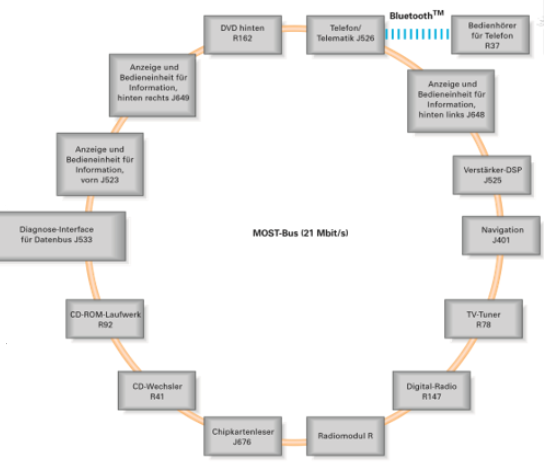 Bluetooth™
DVD hinten
R162
Telefon/
Telematik J526
Bedienhörer
für Telefon
R37
Anzeige und
Bedieneinheit für
Information,
hinten rechts J649
Anzeige und
Bedieneinheit für
Information,
hinten links J648
Anzeige und
Bedieneinheit für
Information,
vorn J523
Verstärker-DSP
J525
Diagnose-Interface
für Datenbus J533
MOST-Bus (21 Mbit/s)
Navigation
J401
CD-ROM-Laufwerk
R92
TV-Tuner
R78
CD-Wechsler
R41
Digital-Radio
R147
Chipkartenleser
J676
Radiomodul R